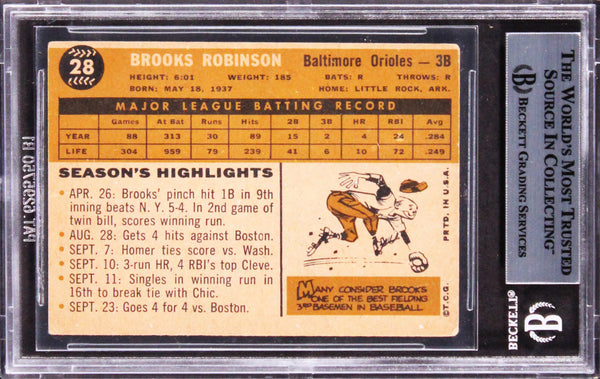 28
BROOKS ROBINSON
Baltimore Orioles — 3B
HEIGHT: 6:01 WEIGHT: 185 BATS: R THROWS: R
BORN: MAY 18, 1937 HOME: LITTLE ROCK, ARK.
MAJOR LEAGUE BATTING RECORD
Games At Bat Runs Hits 2B 3B HR RBI Avg
YEAR 88 313 30 89 15 2 4 24 .284
LIFE 304 959 79 239 41 6 10 72 .249
SEASON'S HIGHLIGHTS
• APR. 26: Brooks' pinch hit 1B in 9th
inning beats N. Y. 5-4. In 2nd game of
twin bill, scores winning run.
• AUG. 28: Gets 4 hits against Boston.
• SEPT. 7: Homer ties score vs. Wash.
• SEPT. 10: 3-run HR, 4 RBI's top Cleve.
• SEPT. 11: Singles in winning run in
16th to break tie with Chic.
• SEPT. 23: Goes 4 for 4 vs. Boston.
MANY CONSIDER BROOKS
ONE OF THE BEST FIELDING
3RD BASEMEN IN BASEBALL
© T.C.G. PRTD. IN U.S.A.
THE WORLD'S MOST TRUSTED
SOURCE IN COLLECTING™
B
BECKETT GRADING SERVICES
BECKETT®
B